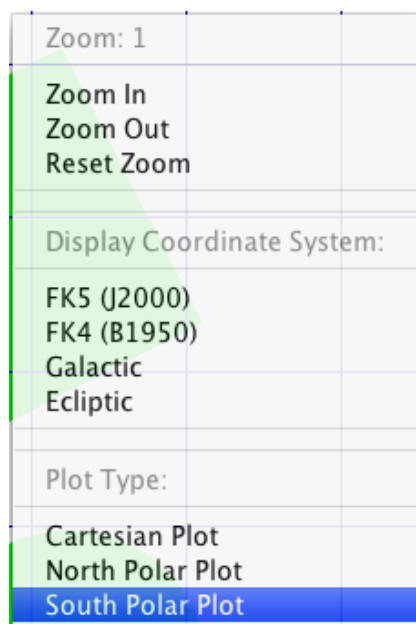 Zoom: 1
Zoom In
Zoom Out
Reset Zoom
Display Coordinate System:
FK5 (J2000)
FK4 (B1950)
Galactic
Ecliptic
Plot Type:
Cartesian Plot
North Polar Plot
South Polar Plot